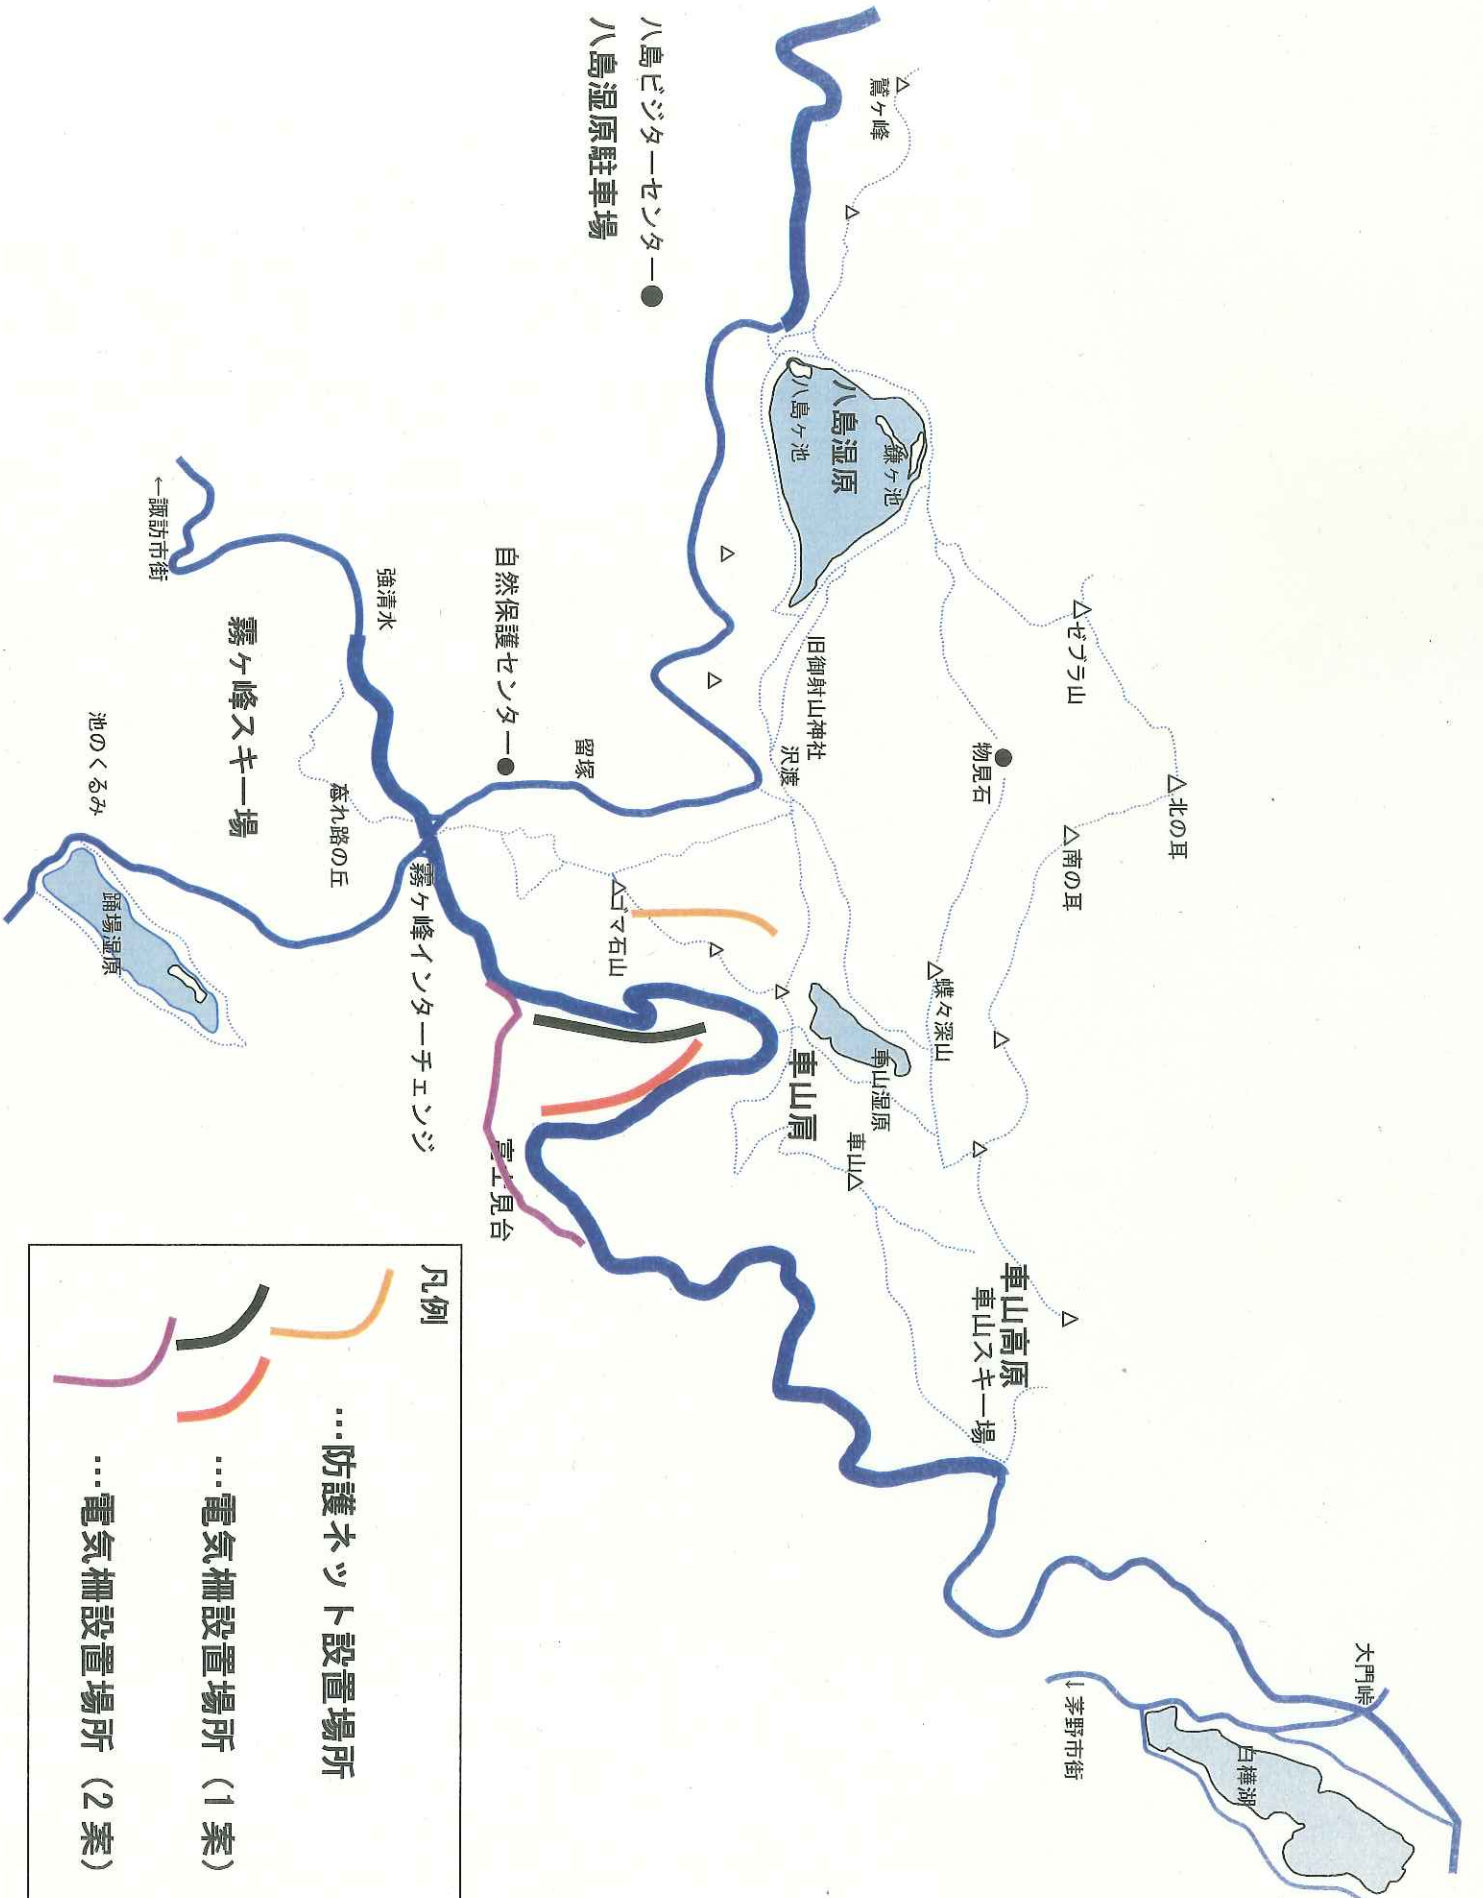 鷲ヶ峰
八島ビジターセンター
八島湿原駐車場
八島湿原
鎌ヶ池
八島ヶ池
ゼブラ山
北の耳
南の耳
物見石
旧御射山神社
沢渡
蝶々深山
車山湿原
車山肩
車山
車山高原
車山スキー場
大門峠
白樺湖
↓茅野市街
自然保護センター
留塚
ゴマ石山
霧ヶ峰インターチェンジ
富士見台
強清水
←諏訪市街
霧ヶ峰スキー場
忘れ路の丘
池のくるみ
踊場湿原
凡例
…防護ネット設置場所
…電気柵設置場所（1案）
…電気柵設置場所（2案）